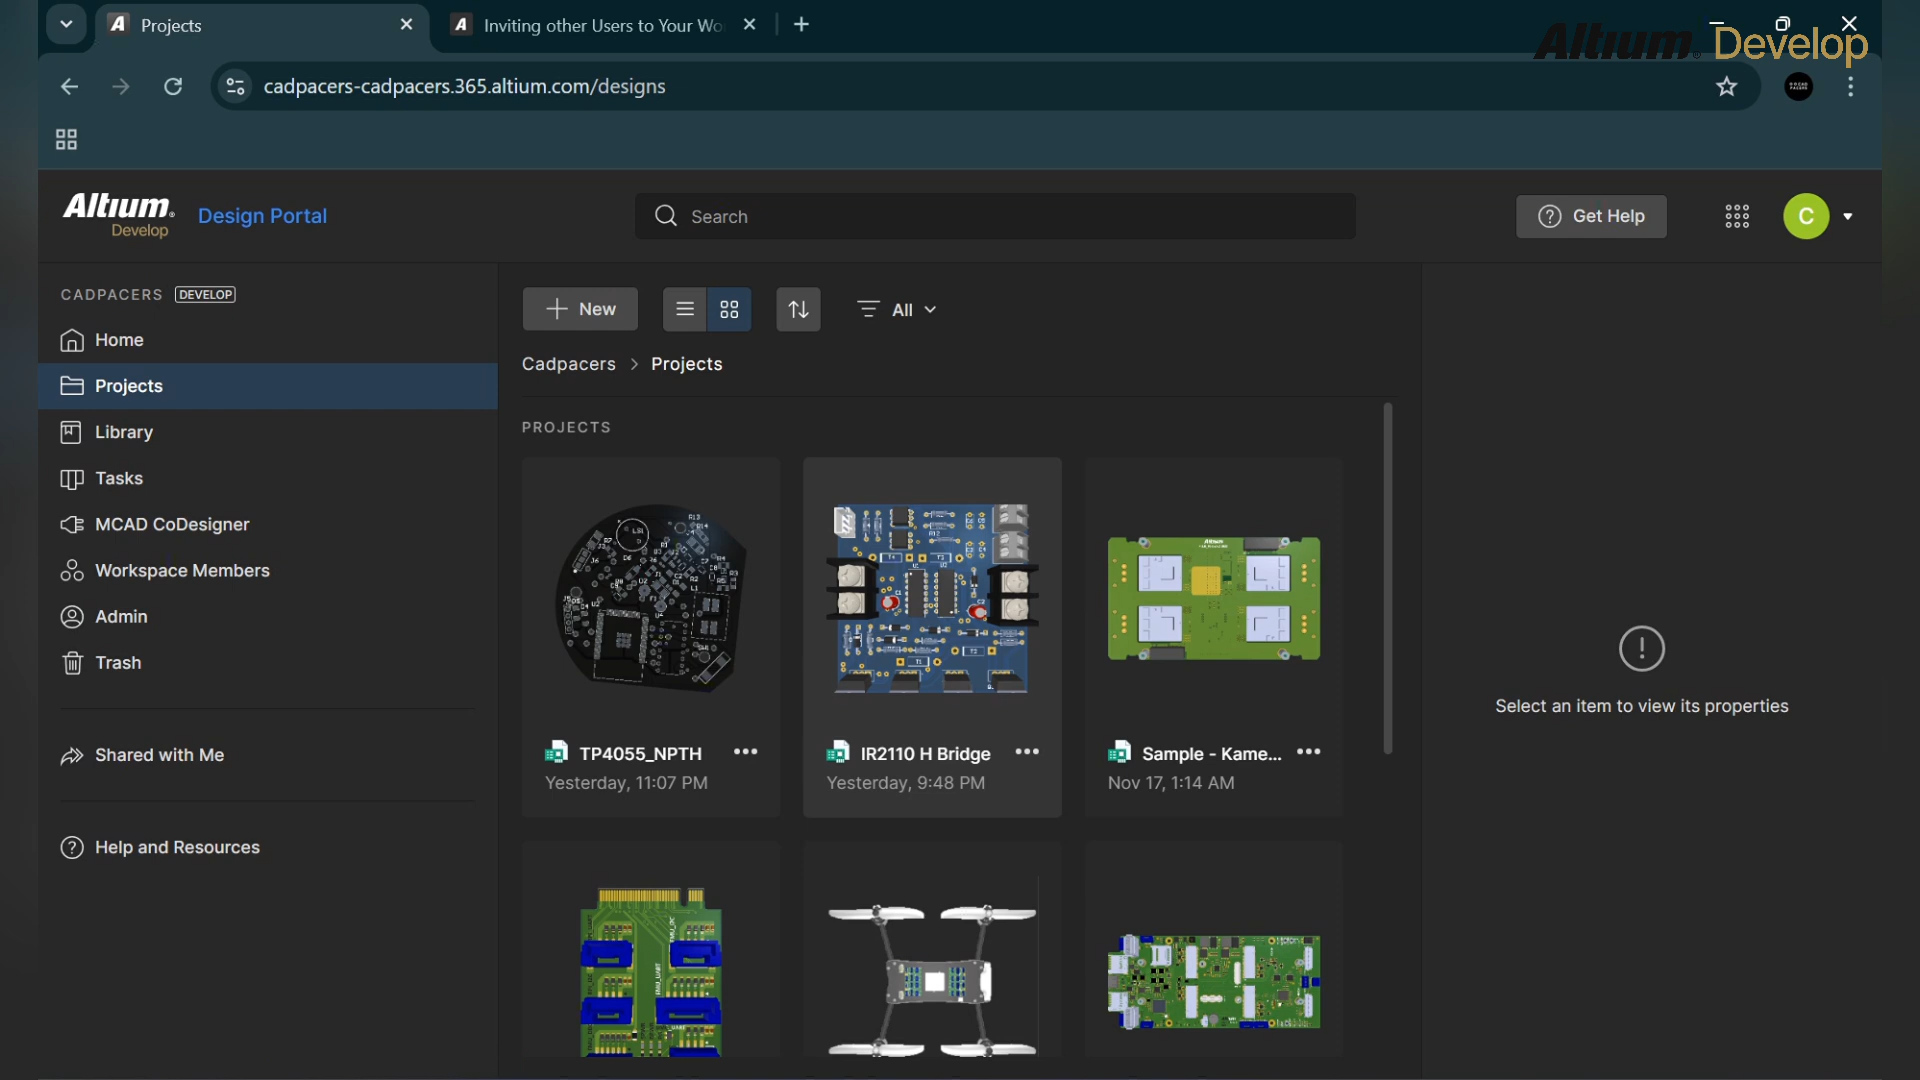 Projects
Inviting other Users to Your Wo
Altıum® Develop
cadpacers-cadpacers.365.altium.com/designs
Altıum®
Develop
Design Portal
Search
Get Help
C
CADPACERS DEVELOP
Home
Projects
Library
Tasks
MCAD CoDesigner
Workspace Members
Admin
Trash
Shared with Me
Help and Resources
New
All
Cadpacers > Projects
PROJECTS
TP4055_NPTH
Yesterday, 11:07 PM
IR2110 H Bridge
Yesterday, 9:48 PM
Sample - Kame...
Nov 17, 1:14 AM
Select an item to view its properties